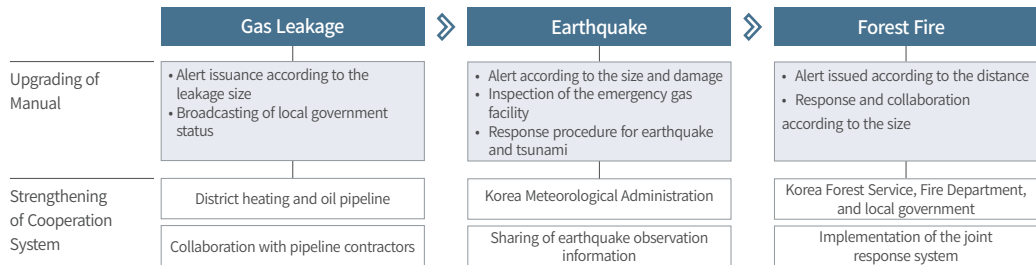 Gas Leakage
Earthquake
Forest Fire
Upgrading of
Manual
• Alert issuance according to the
leakage size
• Broadcasting of local government
status
• Alert according to the size and damage
• Inspection of the emergency gas
facility
• Response procedure for earthquake
and tsunami
• Alert issued according to the distance
• Response and collaboration
according to the size
Strengthening
of Cooperation
System
District heating and oil pipeline
Korea Meteorological Administration
Korea Forest Service, Fire Department,
and local government
Collaboration with pipeline contractors
Sharing of earthquake observation
information
Implementation of the joint
response system